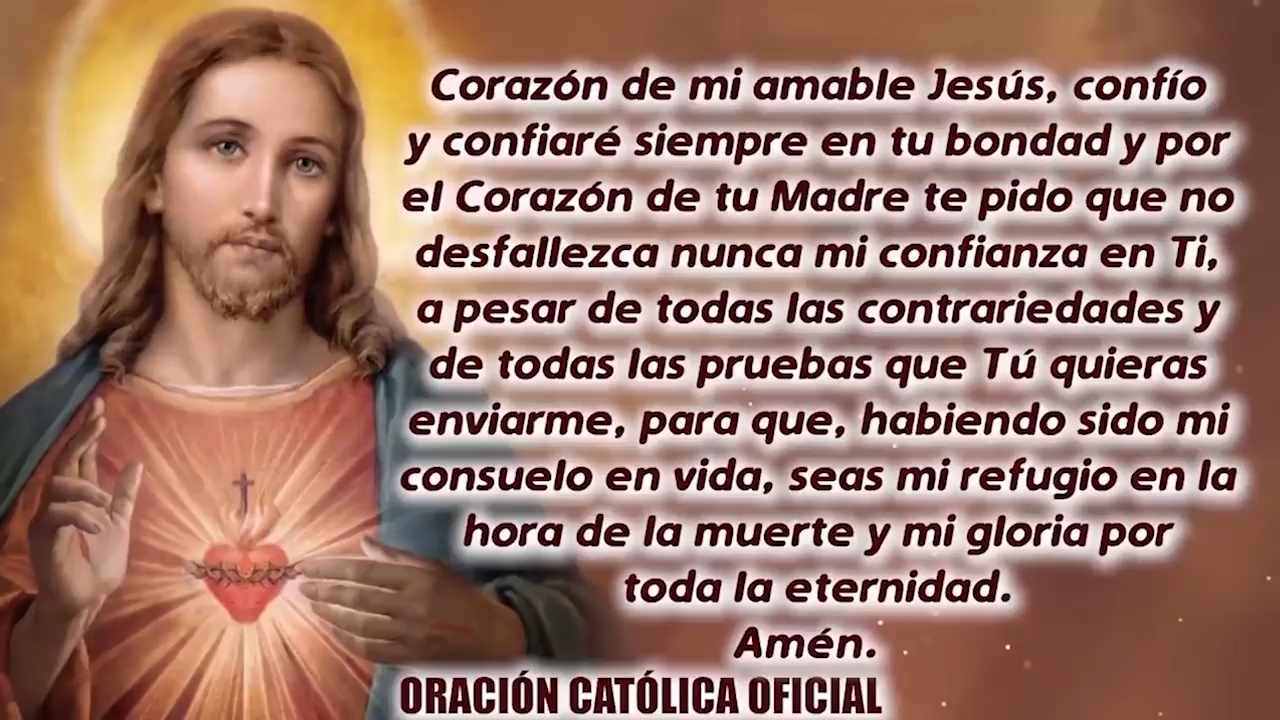 Corazón de mi amable Jesús, confío
y confiaré siempre en tu bondad y por
el Corazón de tu Madre te pido que no
desfallezca nunca mi confianza en Ti,
a pesar de todas las contrariedades y
de todas las pruebas que Tú quieras
enviarme, para que, habiendo sido mi
consuelo en vida, seas mi refugio en la
hora de la muerte y mi gloria por
toda la eternidad.
Amén.
ORACIÓN CATÓLICA OFICIAL